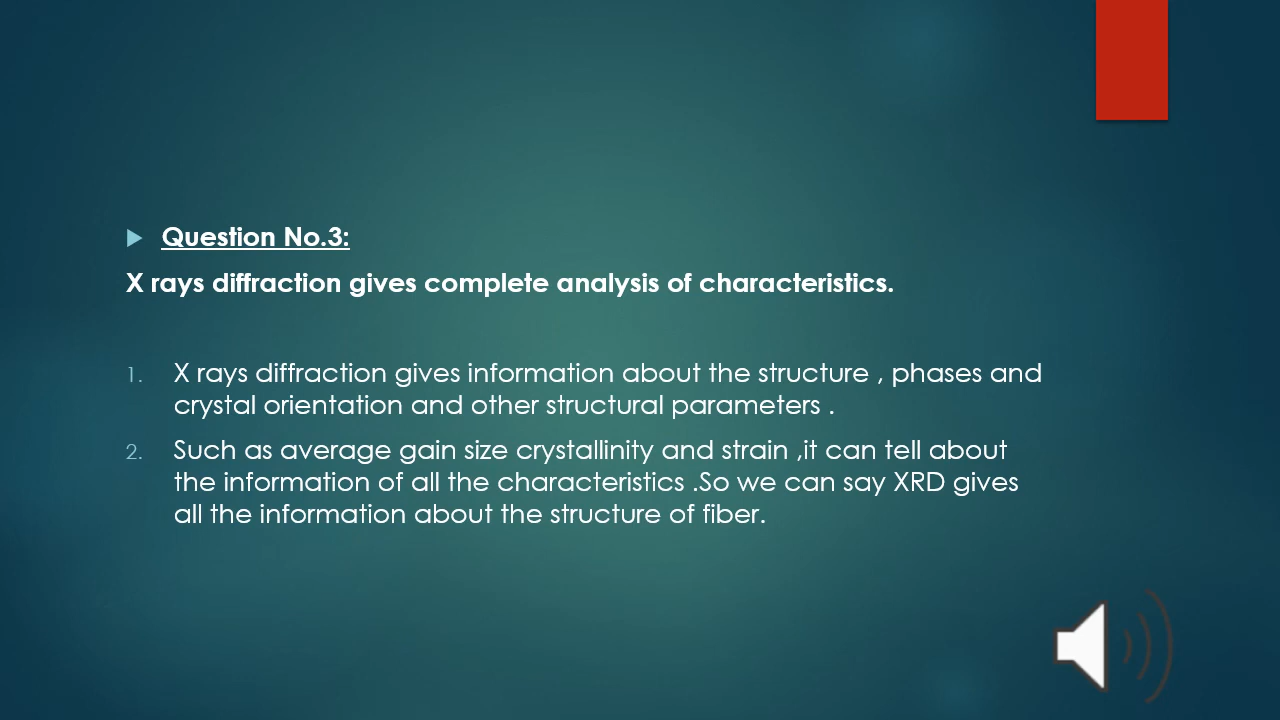 Question No.3:
X rays diffraction gives complete analysis of characteristics.
1. X rays diffraction gives information about the structure , phases and
crystal orientation and other structural parameters .
2. Such as average gain size crystallinity and strain ,it can tell about
the information of all the characteristics .So we can say XRD gives
all the information about the structure of fiber.